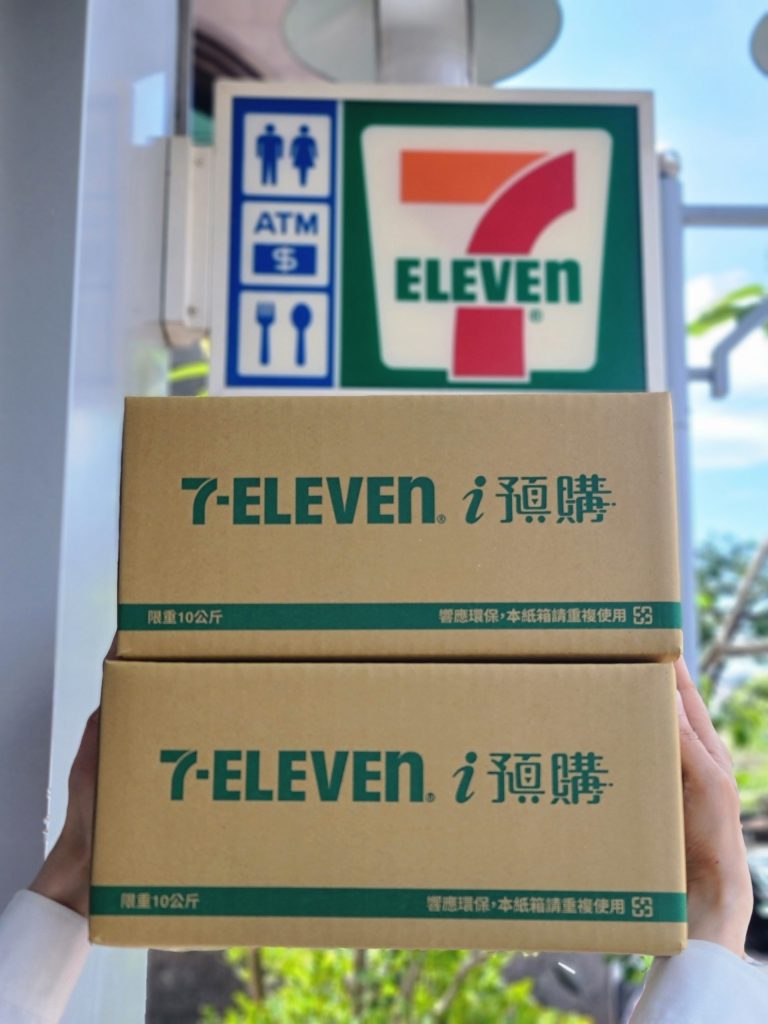 ATM
$
7
ELEVEn
®
7-ELEVEn® i預購
限重10公斤 響應環保,本紙箱請重複使用
7-ELEVEn® i預購
限重10公斤 響應環保,本紙箱請重複使用